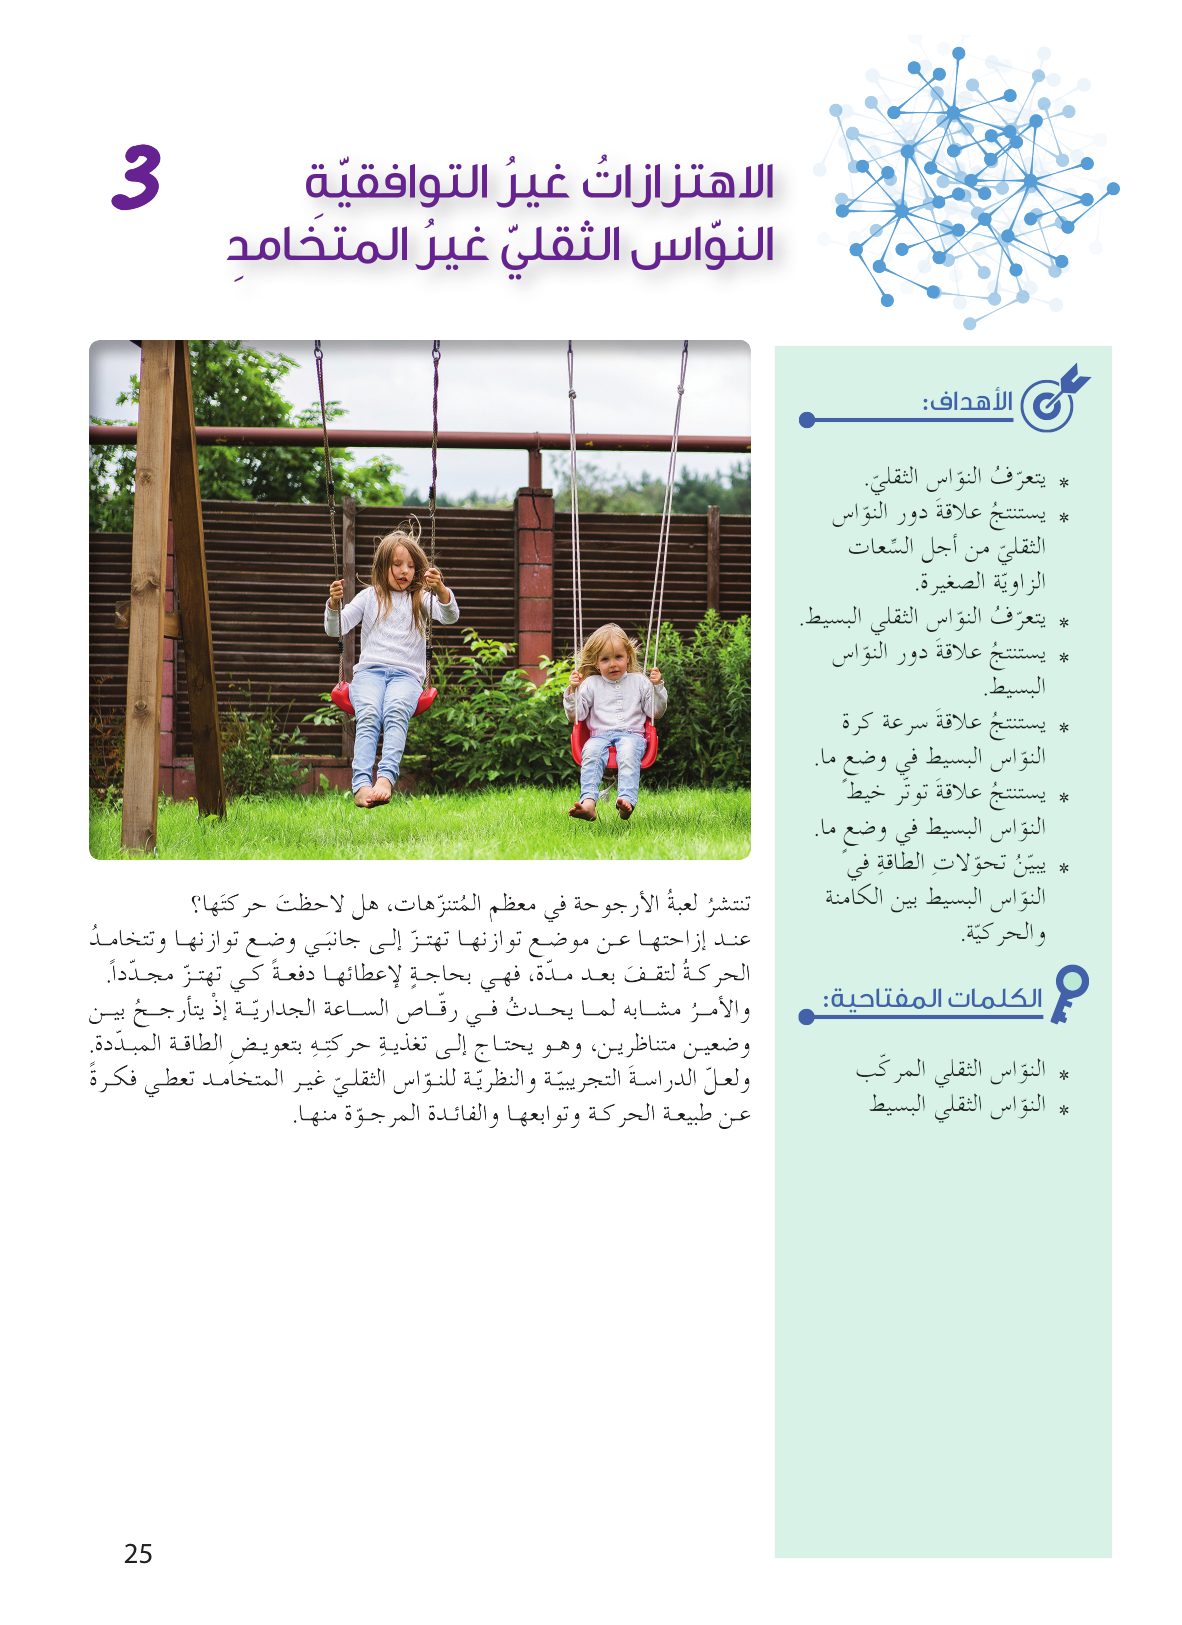 3
الاهتزازاتُ غيرُ التوافقيّة
النوّاس الثقليّ غيرُ المتخَامدِ
الأهداف:
* يتعرّفُ النوّاس الثقليّ.
* يستنتجُ علاقةَ دور النوّاس
الثقليّ من أجل السِّعات
الزاويّة الصغيرة.
* يتعرّفُ النوّاس الثقلي البسيط.
* يستنتجُ علاقةَ دور النوّاس
البسيط.
* يستنتجُ علاقةَ سرعة كرة
النوّاس البسيط في وضعٍ ما.
* يستنتجُ علاقةَ توتّر خيط
النوّاس البسيط في وضعٍ ما.
* يبيّنُ تحوّلاتِ الطاقةِ في
النوّاس البسيط بين الكامنة
والحركيّة.
الكلمات المفتاحية:
* النوّاس الثقلي المركّب
* النوّاس الثقلي البسيط
تنتشرُ لعبةُ الأرجوحة في معظم المُتنزّهات، هل لاحظتَ حركتَها؟
عند إزاحتها عن موضع توازنها تهتزّ إلى جانبَي وضع توازنها وتتخامدُ
الحركةُ لتقفَ بعد مدّة، فهي بحاجةٍ لإعطائها دفعةً كي تهتزّ مجدّداً.
والأمرُ مشابه لما يحدثُ في رقّاص الساعة الجداريّة إذْ يتأرجحُ بين
وضعين متناظرين، وهو يحتاج إلى تغذيةِ حركتِهِ بتعويضِ الطاقة المبدّدة.
ولعلّ الدراسةَ التجريبيّة والنظريّة للنوّاس الثقليّ غير المتخامد تعطي فكرةً
عن طبيعة الحركة وتوابعها والفائدة المرجوّة منها.
25